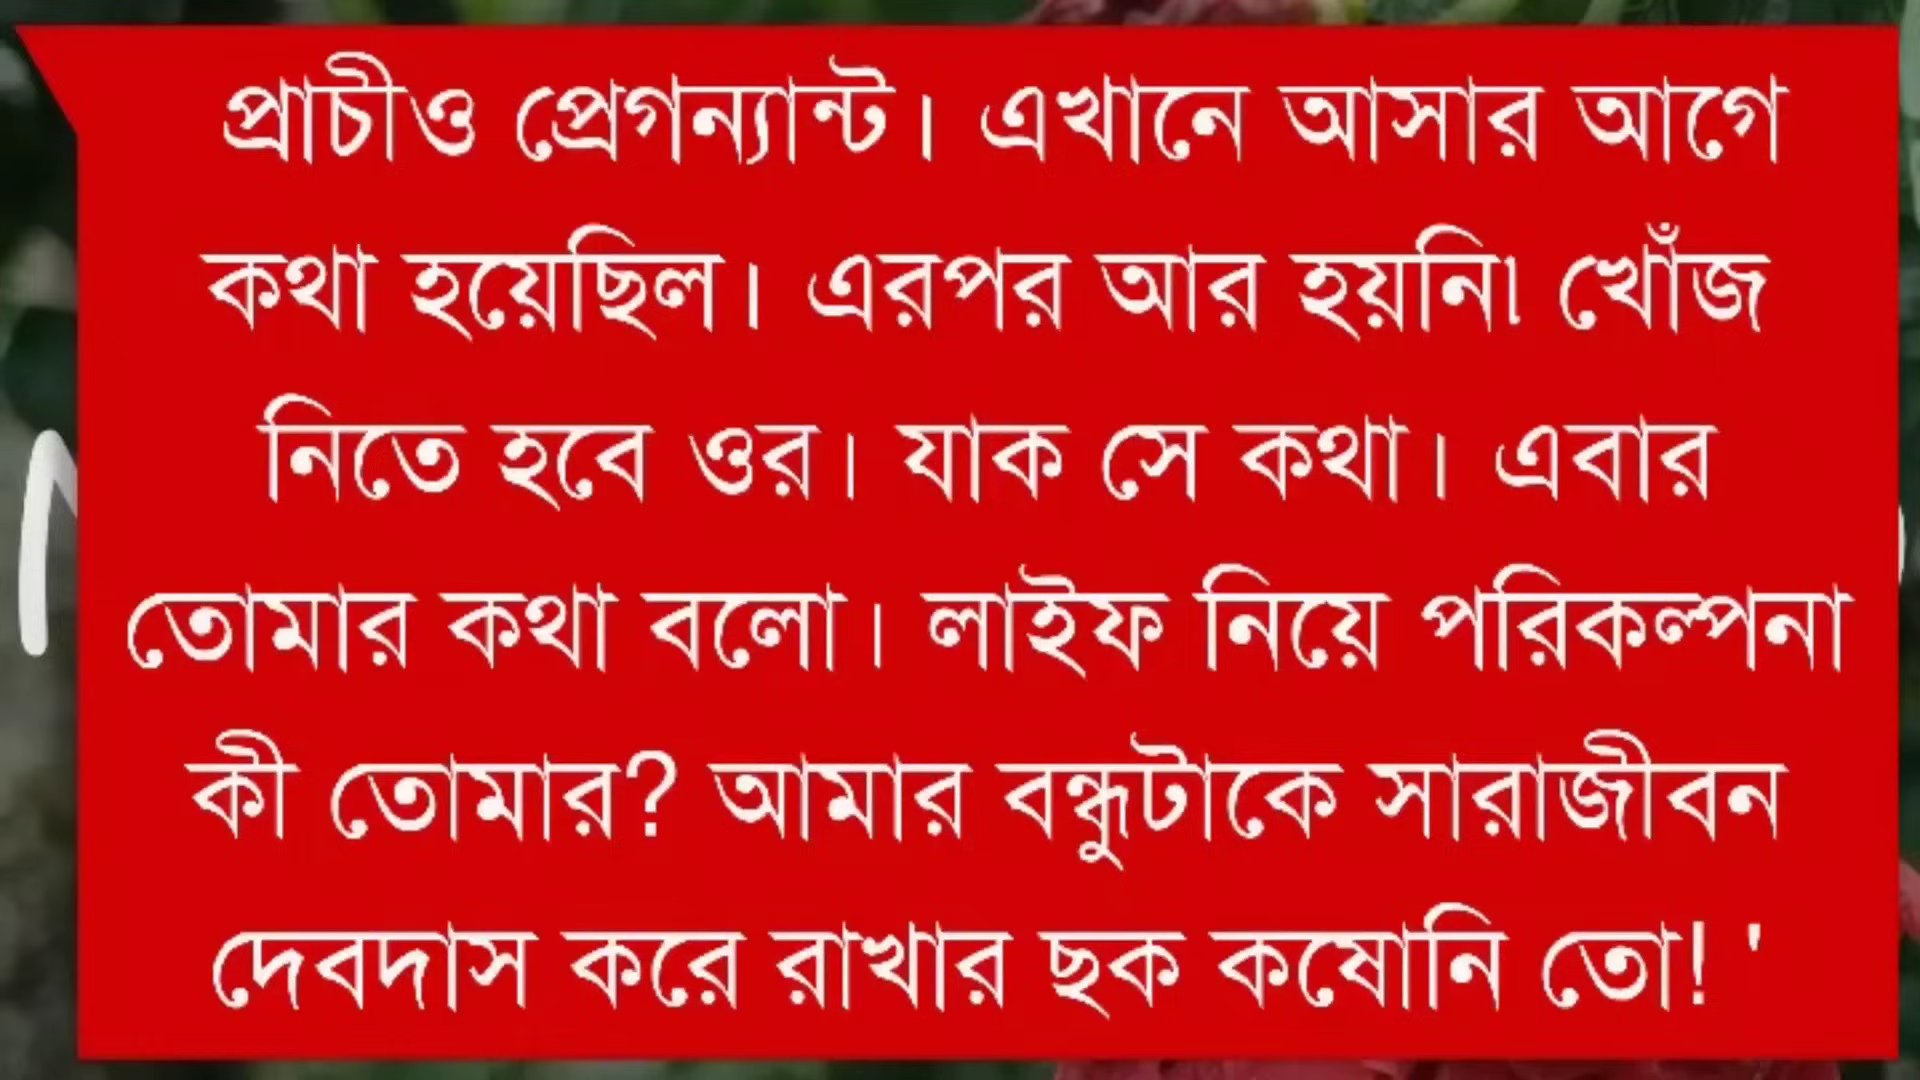 প্রাচীও প্রেগন্যান্ট। এখানে আসার আগে
কথা হয়েছিল। এরপর আর হয়নি৷ খোঁজ
নিতে হবে ওর। যাক সে কথা। এবার
তোমার কথা বলো। লাইফ নিয়ে পরিকল্পনা
কী তোমার? আমার বন্ধুটাকে সারাজীবন
দেবদাস করে রাখার ছক কষোনি তো! '